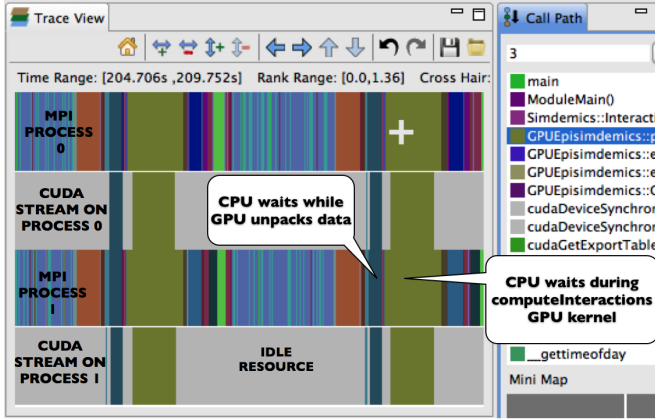 Trace View
Call Path
Time Range: [204.706s ,209.752s] Rank Range: [0.0,1.36] Cross Hair:
3
main
ModuleMain()
Simdemics::Interacti
GPUEpisimdemics::p
GPUEpisimdemics::e
GPUEpisimdemics::e
GPUEpisimdemics::C
cudaDeviceSynchron
cudaDeviceSynchron
cudaGetExportTable
MPI
PROCESS
0
CUDA
STREAM ON
PROCESS 0
CPU waits while
GPU unpacks data
MPI
PROCESS
1
CPU waits during
computeInteractions
GPU kernel
CUDA
STREAM ON
PROCESS 1
IDLE
RESOURCE
__gettimeofday
Mini Map